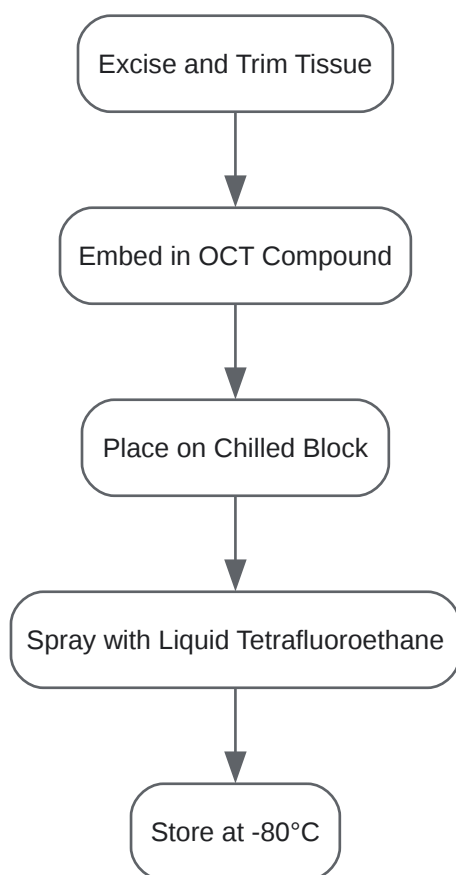 Excise and Trim Tissue
Embed in OCT Compound
Place on Chilled Block
Spray with Liquid Tetrafluoroethane
Store at -80°C